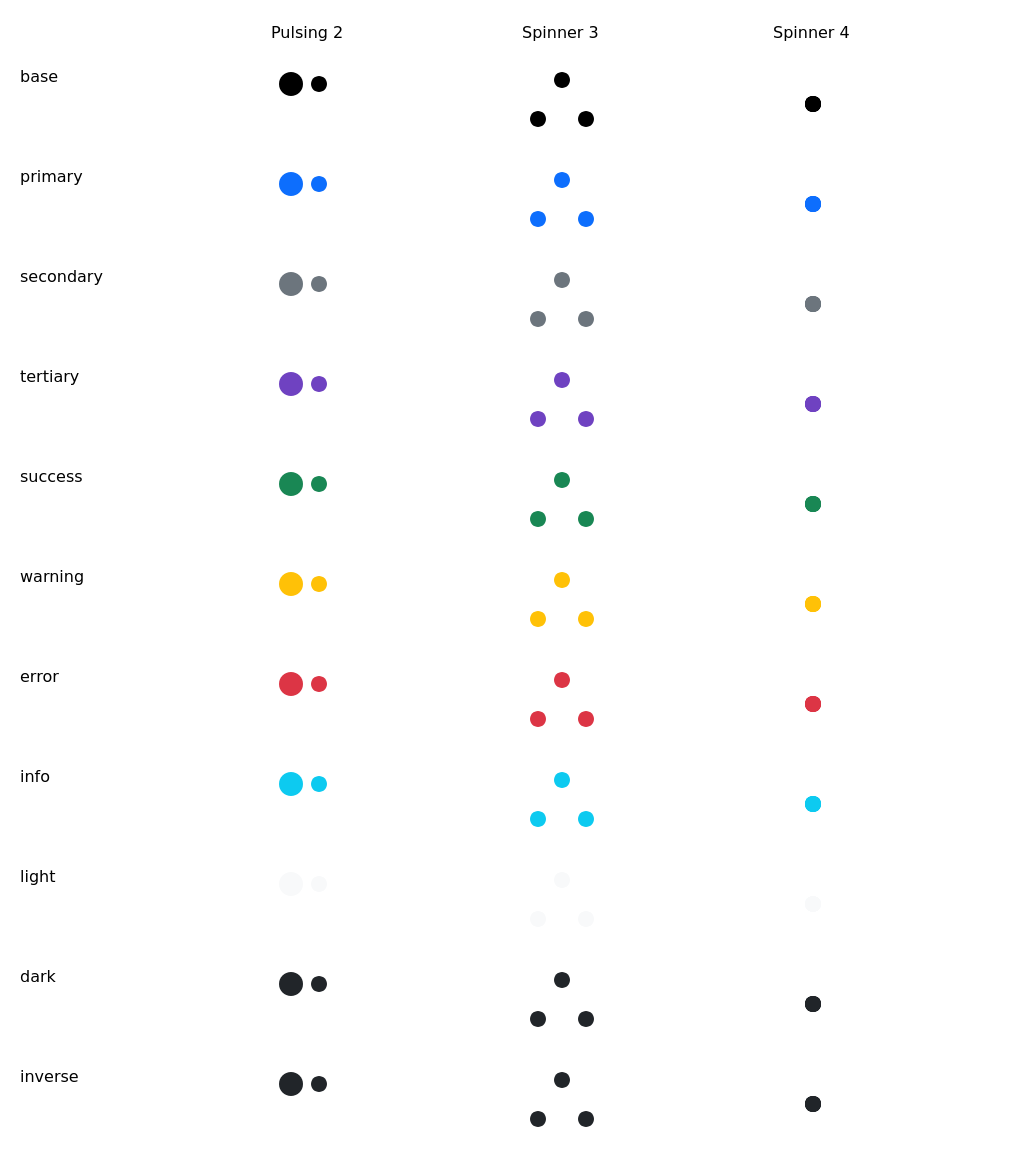 Pulsing 2 Spinner 3 Spinner 4
base
primary
secondary
tertiary
success
warning
error
info
light
dark
inverse